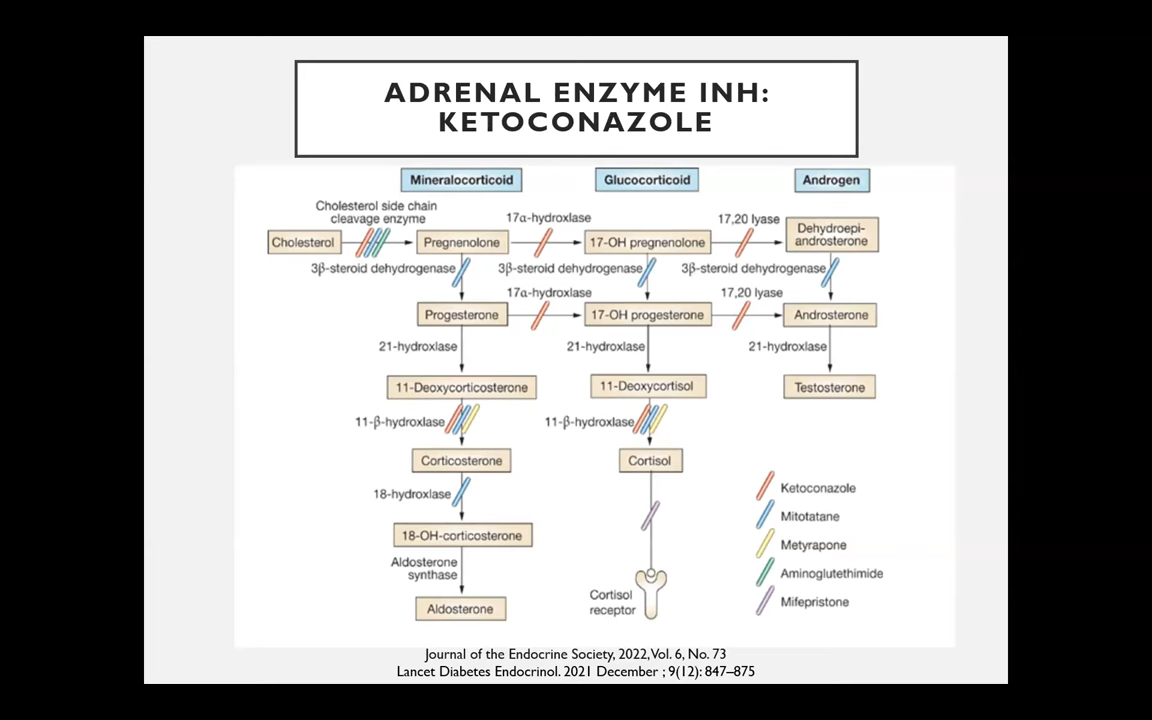 ADRENAL ENZYME INH:
KETOCONAZOLE
Mineralocorticoid
Glucocorticoid
Androgen
Cholesterol side chain
cleavage enzyme
17α-hydroxlase
17,20 lyase
Cholesterol
Pregnenolone
17-OH pregnenolone
Dehydroepi-
androsterone
3β-steroid dehydrogenase
3β-steroid dehydrogenase
3β-steroid dehydrogenase
17α-hydroxlase
17,20 lyase
Progesterone
17-OH progesterone
Androsterone
21-hydroxlase
21-hydroxlase
21-hydroxlase
11-Deoxycorticosterone
11-Deoxycortisol
Testosterone
11-β-hydroxlase
11-β-hydroxlase
Corticosterone
Cortisol
18-hydroxlase
18-OH-corticosterone
Aldosterone
synthase
Aldosterone
Cortisol
receptor
Ketoconazole
Mitotatane
Metyrapone
Aminoglutethimide
Mifepristone
Journal of the Endocrine Society, 2022, Vol. 6, No. 73
Lancet Diabetes Endocrinol. 2021 December ; 9(12): 847–875